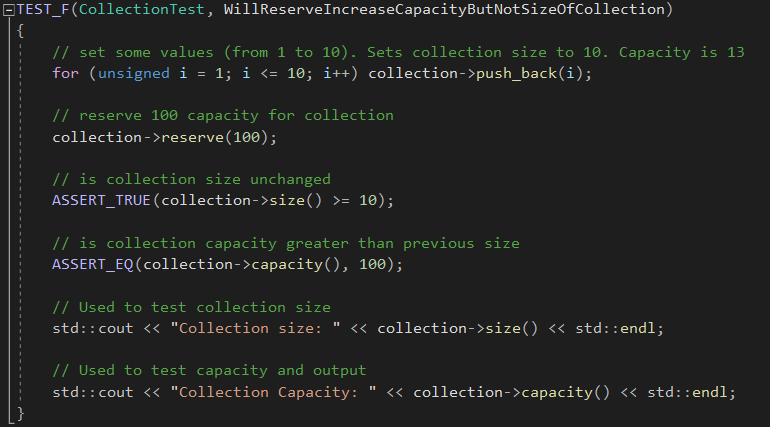 TEST_F(CollectionTest, WillReserveIncreaseCapacityButNotSizeOfCollection)
{
// set some values (from 1 to 10). Sets collection size to 10. Capacity is 13
for (unsigned i = 1; i <= 10; i++) collection->push_back(i);
// reserve 100 capacity for collection
collection->reserve(100);
// is collection size unchanged
ASSERT_TRUE(collection->size() >= 10);
// is collection capacity greater than previous size
ASSERT_EQ(collection->capacity(), 100);
// Used to test collection size
std::cout << "Collection size: " << collection->size() << std::endl;
// Used to test capacity and output
std::cout << "Collection Capacity: " << collection->capacity() << std::endl;
}